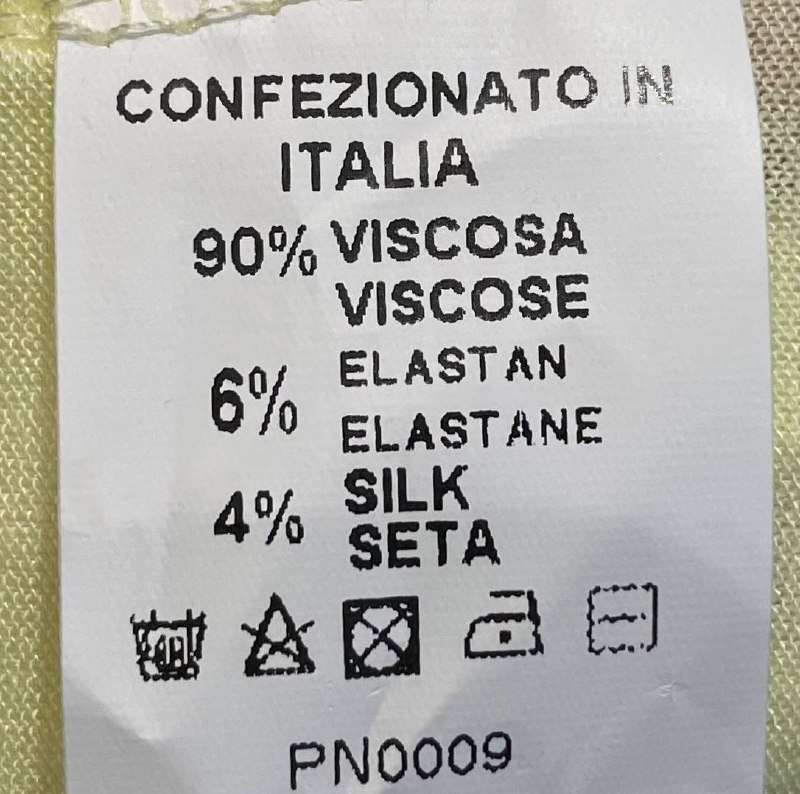 CONFEZIONATO IN
ITALIA
90% VISCOSA
VISCOSE
6% ELASTAN
ELASTANE
4% SILK
SETA
PN0009